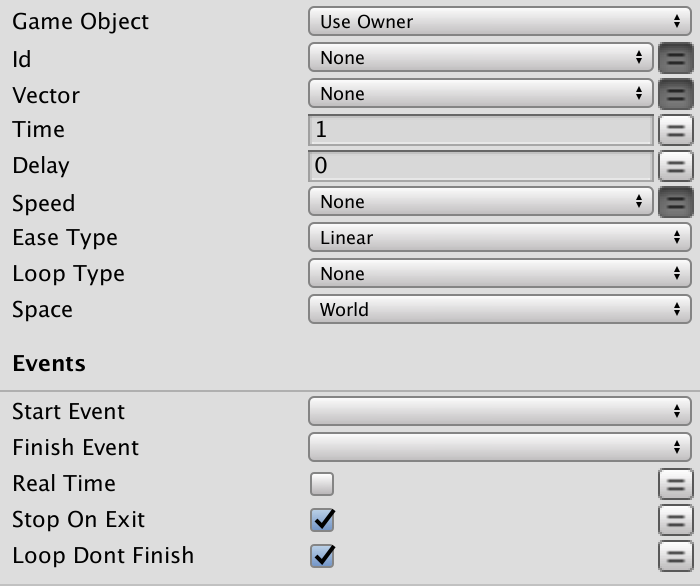 Game Object Use Owner
Id None
Vector None
Time 1
Delay 0
Speed None
Ease Type Linear
Loop Type None
Space World
Events
Start Event
Finish Event
Real Time
Stop On Exit
Loop Dont Finish